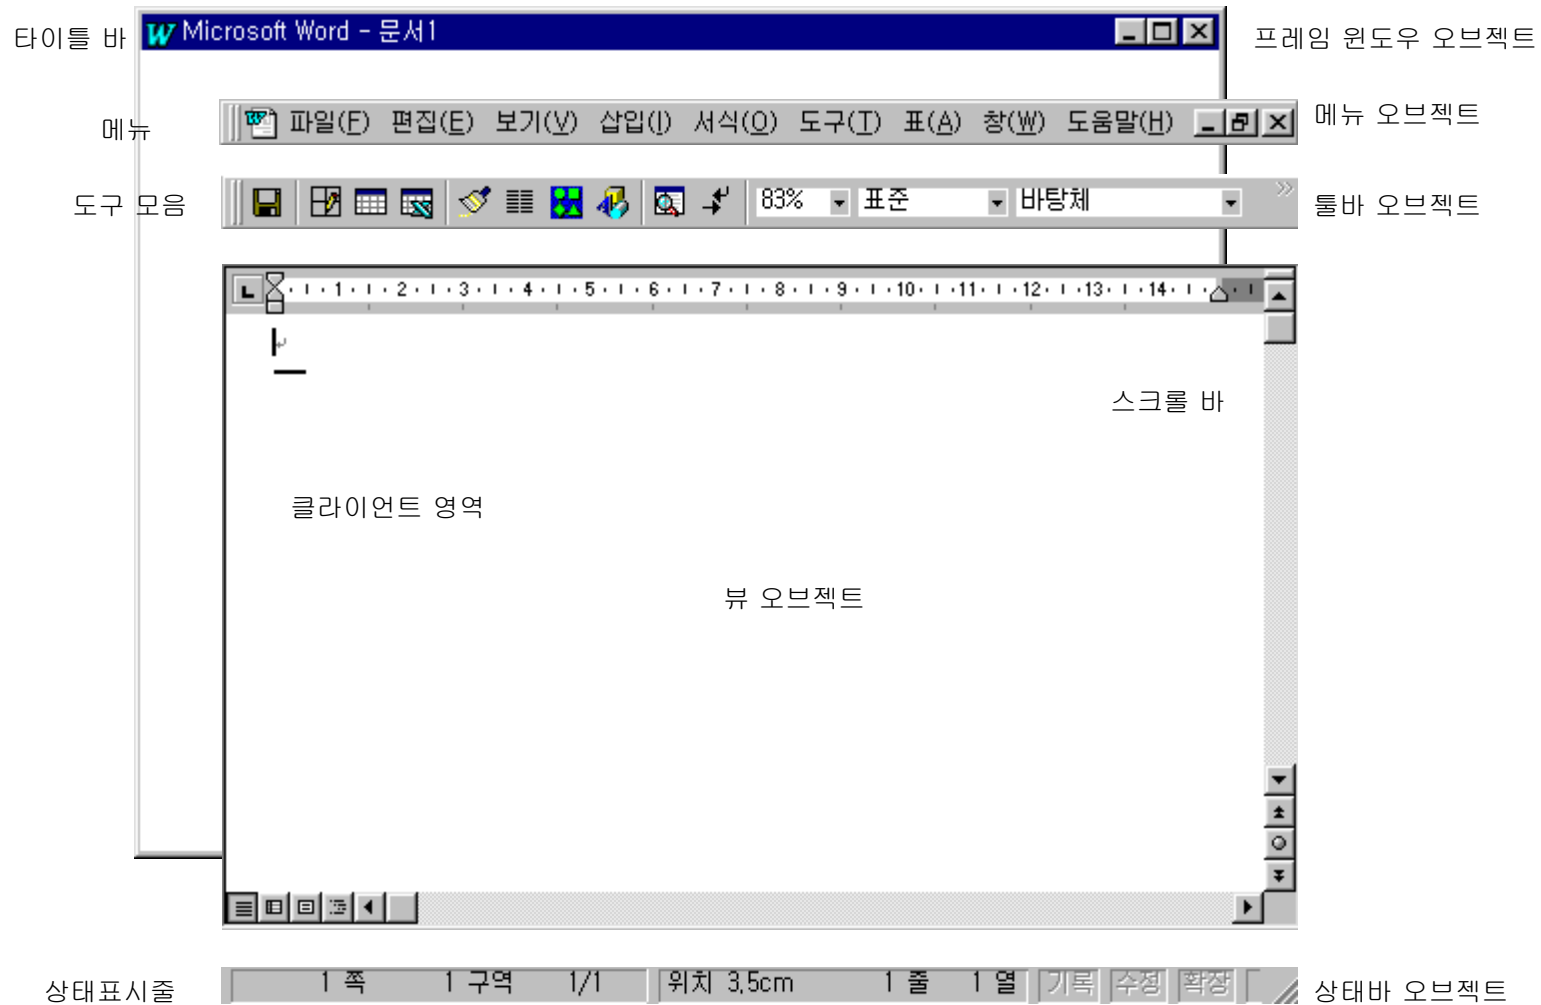 타이틀 바 Microsoft Word - 문서1 프레임 윈도우 오브젝트
메뉴 파일(F) 편집(E) 보기(V) 삽입(I) 서식(O) 도구(T) 표(A) 창(W) 도움말(H) 메뉴 오브젝트
도구 모음 83% 표준 바탕체 툴바 오브젝트
1 2 3 4 5 6 7 8 9 10 11 12 13 14
스크롤 바
클라이언트 영역
뷰 오브젝트
상태표시줄 1 쪽 1 구역 1/1 위치 3,5cm 1 줄 1 열 기록 수정 확장 상태바 오브젝트